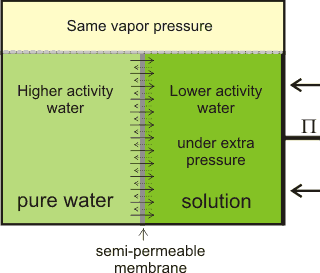 Same vapor pressure
Higher activity
water
Lower activity
water
under extra
pressure
Π
pure water
solution
semi-permeable
membrane